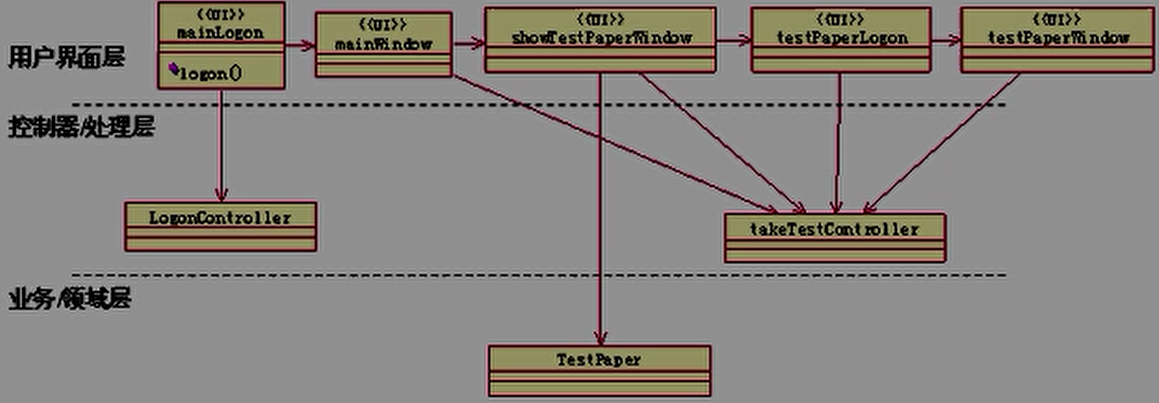 <<UI>>
mainLogon
logon()
<<UI>>
mainWindow
<<UI>>
showTestPaperWindow
<<UI>>
testPaperLogon
<<UI>>
testPaperWindow
用户界面层
控制器/处理层
LogonController
takeTestController
业务/领域层
TestPaper